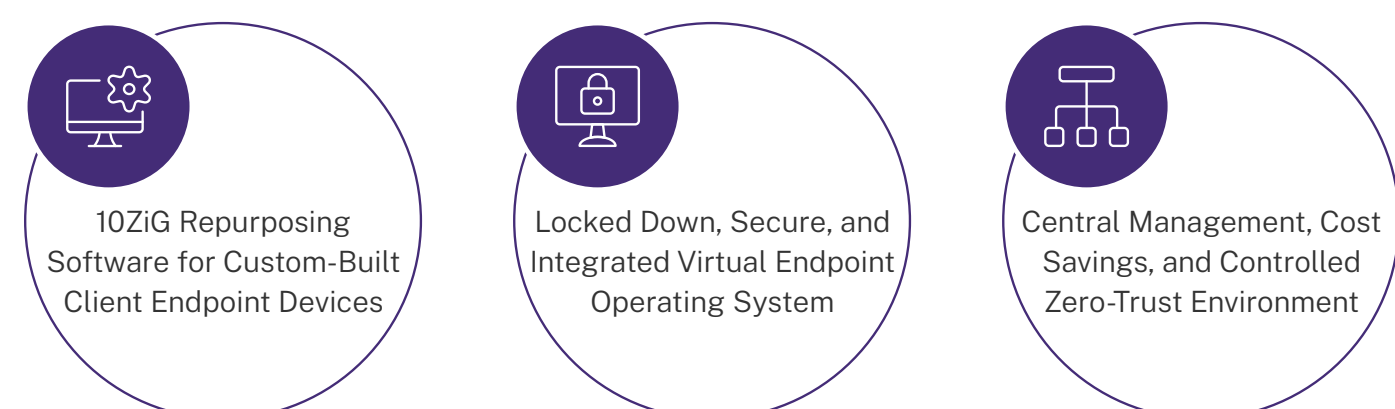 10ZiG Repurposing
Software for Custom-Built
Client Endpoint Devices
Locked Down, Secure, and
Integrated Virtual Endpoint
Operating System
Central Management, Cost
Savings, and Controlled
Zero-Trust Environment